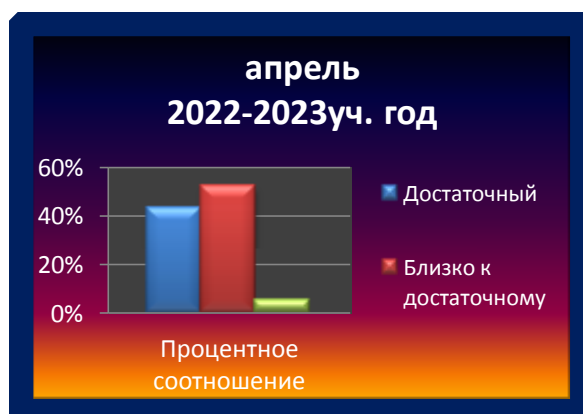 апрель
2022-2023уч. год
60%
40%
20%
0%
Процентное
соотношение
Достаточный
Близко к
достаточному